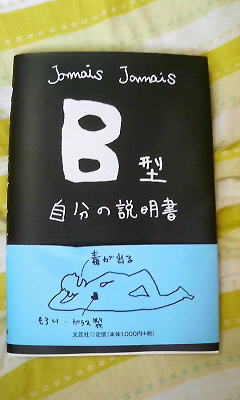 Jamais Jamais
B型
自分の説明書
毒が出る
もろい・ガラス製
文芸社◎定価(本体1,000円+税)